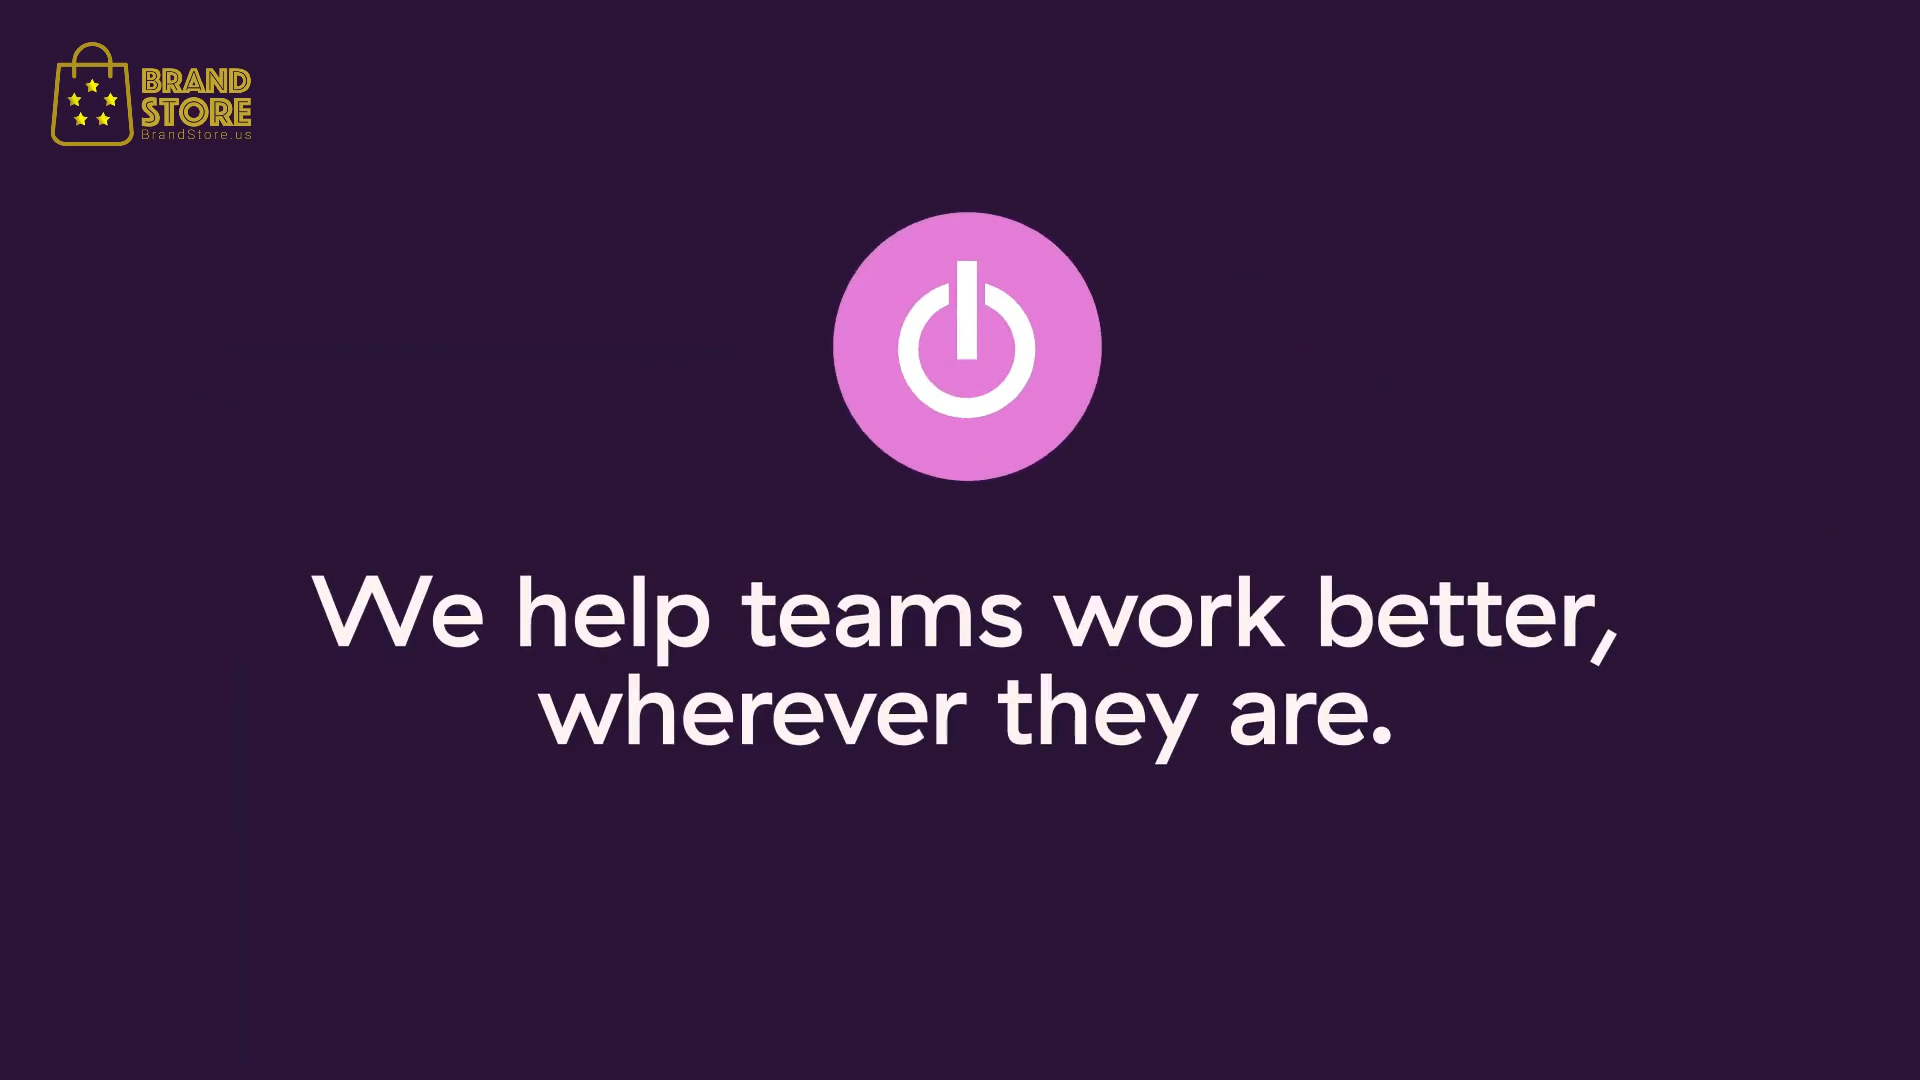 BRAND
STORE
BrandStore.us
We help teams work better,
wherever they are.